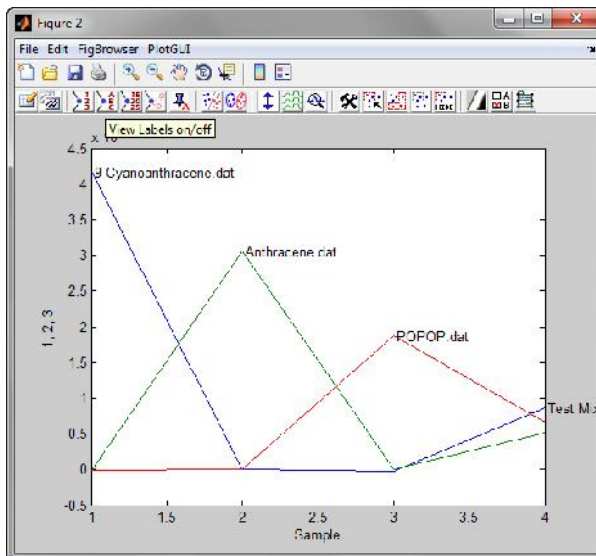 Figure 2
File Edit FigBrowser PlotGUI
View Labels on/off
4.5
4
3.5
3
2.5
2
1.5
1
0.5
0
-0.5
1, 2, 3
9 Cyanoanthracene.dat
Anthracene.dat
POPOP.dat
Test Mix
1 1.5 2 2.5 3 3.5 4
Sample